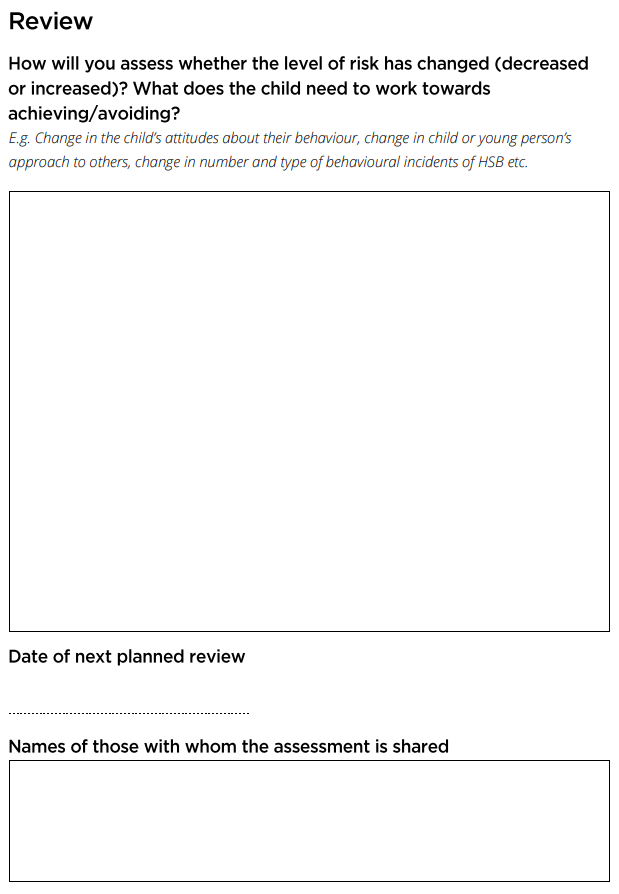 Review
How will you assess whether the level of risk has changed (decreased
or increased)? What does the child need to work towards
achieving/avoiding?
E.g. Change in the child's attitudes about their behaviour, change in child or young person's
approach to others, change in number and type of behavioural incidents of HSB etc.
Date of next planned review
Names of those with whom the assessment is shared